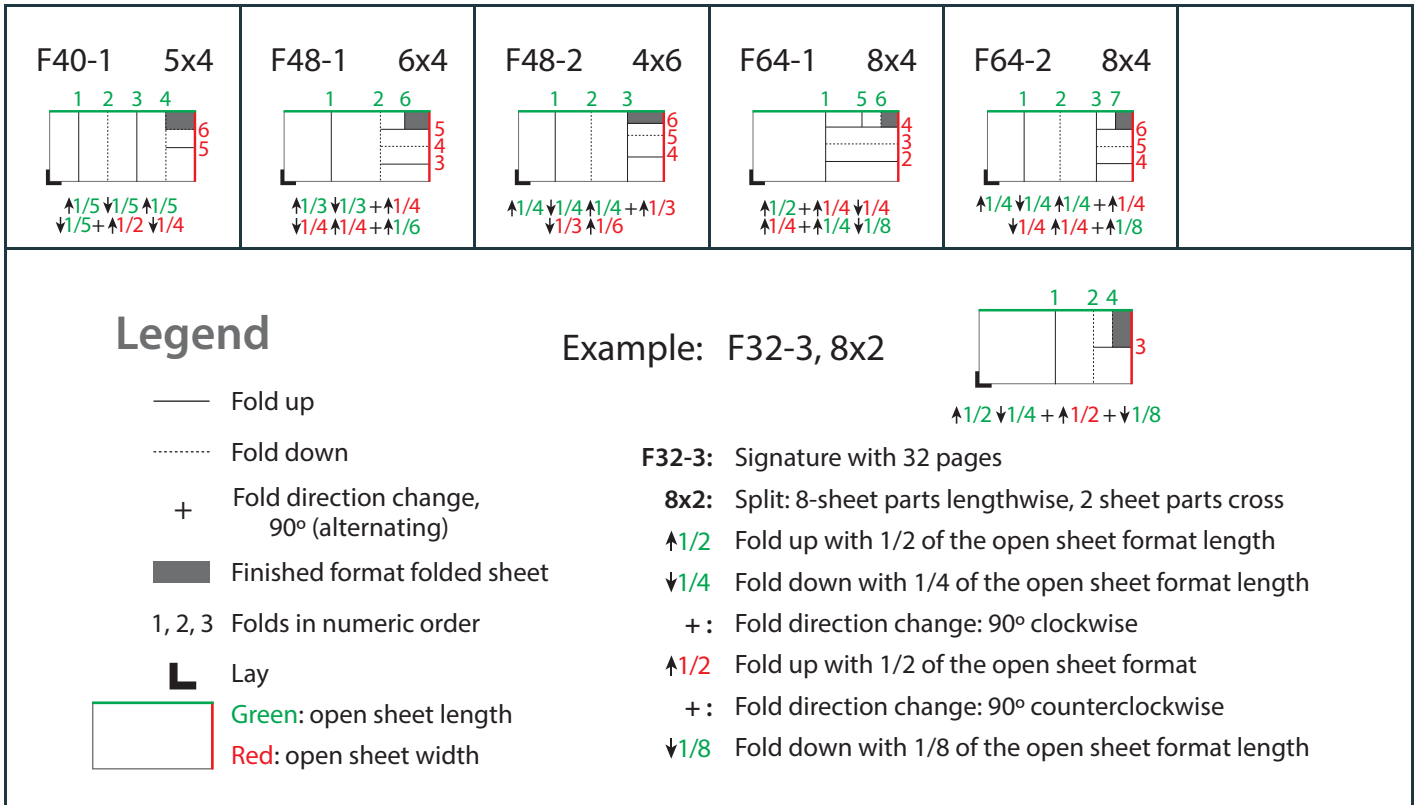 F40-1 5x4
1 2 3 4
6
5
↑1/5 ↓1/5 ↑1/5
↓1/5+ ↑1/2 ↓1/4
F48-1 6x4
1 2 6
5
4
3
↑1/3 ↓1/3 + ↑1/4
↓1/4 ↑1/4 + ↑1/6
F48-2 4x6
1 2 3
6
5
4
↑1/4 ↓1/4 ↑1/4 + ↑1/3
↓1/3 ↑1/6
F64-1 8x4
1 5 6
4
3
2
↑1/2 + ↑1/4 ↓1/4
↑1/4 + ↑1/4 ↓1/8
F64-2 8x4
1 2 3 7
6
5
4
↑1/4 ↓1/4 ↑1/4 + ↑1/4
↓1/4 ↑1/4 + ↑1/8
Legend
Fold up
Fold down
+ Fold direction change,
90º (alternating)
Finished format folded sheet
1, 2, 3 Folds in numeric order
Lay
Green: open sheet length
Red: open sheet width
Example: F32-3, 8x2
1 2 4
3
↑1/2 ↓1/4 + ↑1/2 + ↓1/8
F32-3: Signature with 32 pages
8x2: Split: 8-sheet parts lengthwise, 2 sheet parts cross
↑1/2 Fold up with 1/2 of the open sheet format length
↓1/4 Fold down with 1/4 of the open sheet format length
+ : Fold direction change: 90º clockwise
↑1/2 Fold up with 1/2 of the open sheet format
+ : Fold direction change: 90º counterclockwise
↓1/8 Fold down with 1/8 of the open sheet format length